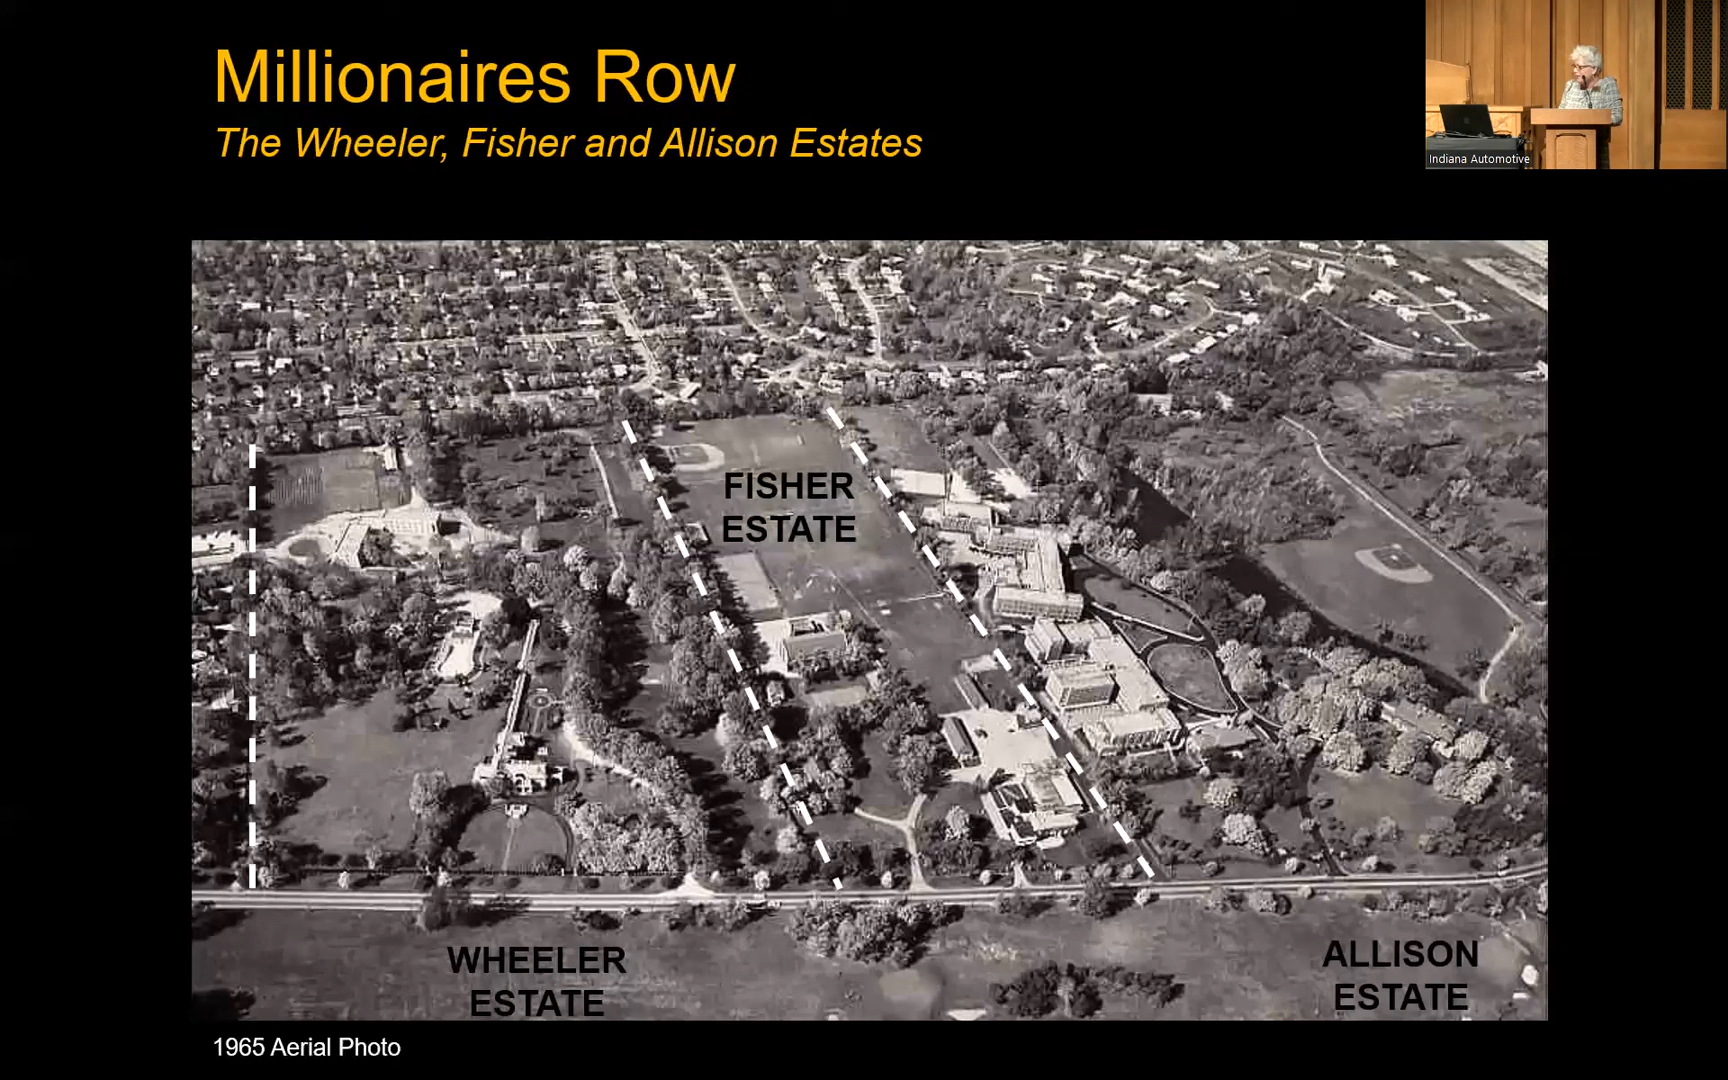 Millionaires Row
The Wheeler, Fisher and Allison Estates
Indiana Automotive
FISHER
ESTATE
WHEELER
ESTATE
ALLISON
ESTATE
1965 Aerial Photo